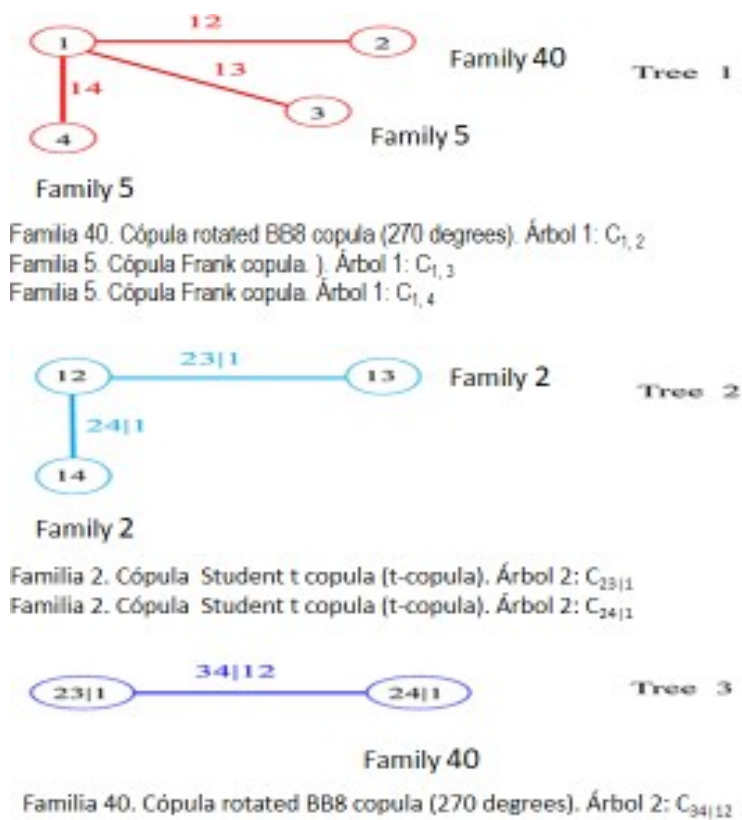 12
1
2
Family 40
Tree 1
13
14
3
4
Family 5
Family 5
Familia 40. Cópula rotated BB8 copula (270 degrees). Árbol 1: C1, 2
Familia 5. Cópula Frank copula. ). Árbol 1: C1, 3
Familia 5. Cópula Frank copula. Árbol 1: C1, 4
23|1
12
13
Family 2
Tree 2
24|1
14
Family 2
Familia 2. Cópula Student t copula (t-copula). Árbol 2: C23|1
Familia 2. Cópula Student t copula (t-copula). Árbol 2: C24|1
34|12
23|1
24|1
Tree 3
Family 40
Familia 40. Cópula rotated BB8 copula (270 degrees). Árbol 2: C34|12